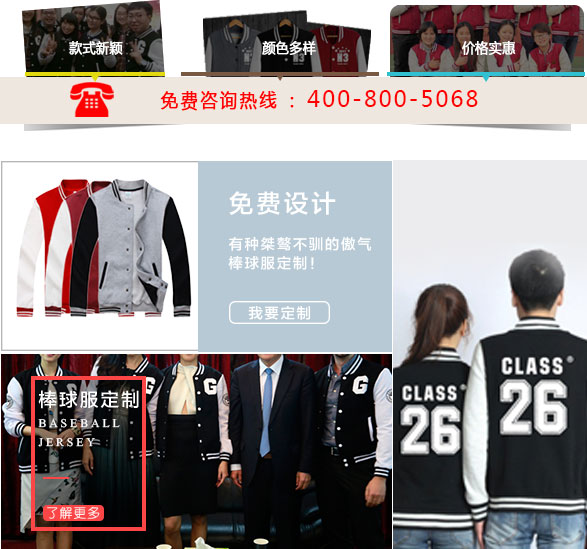 款式新颖
颜色多样
价格实惠
免费咨询热线 : 400-800-5068
免费设计
有种桀骜不驯的傲气
棒球服定制!
我要定制
棒球服定制
BASEBALL
JERSEY
了解更多
G
G
G
N3
N3
CLASS
26
CLASS®
26